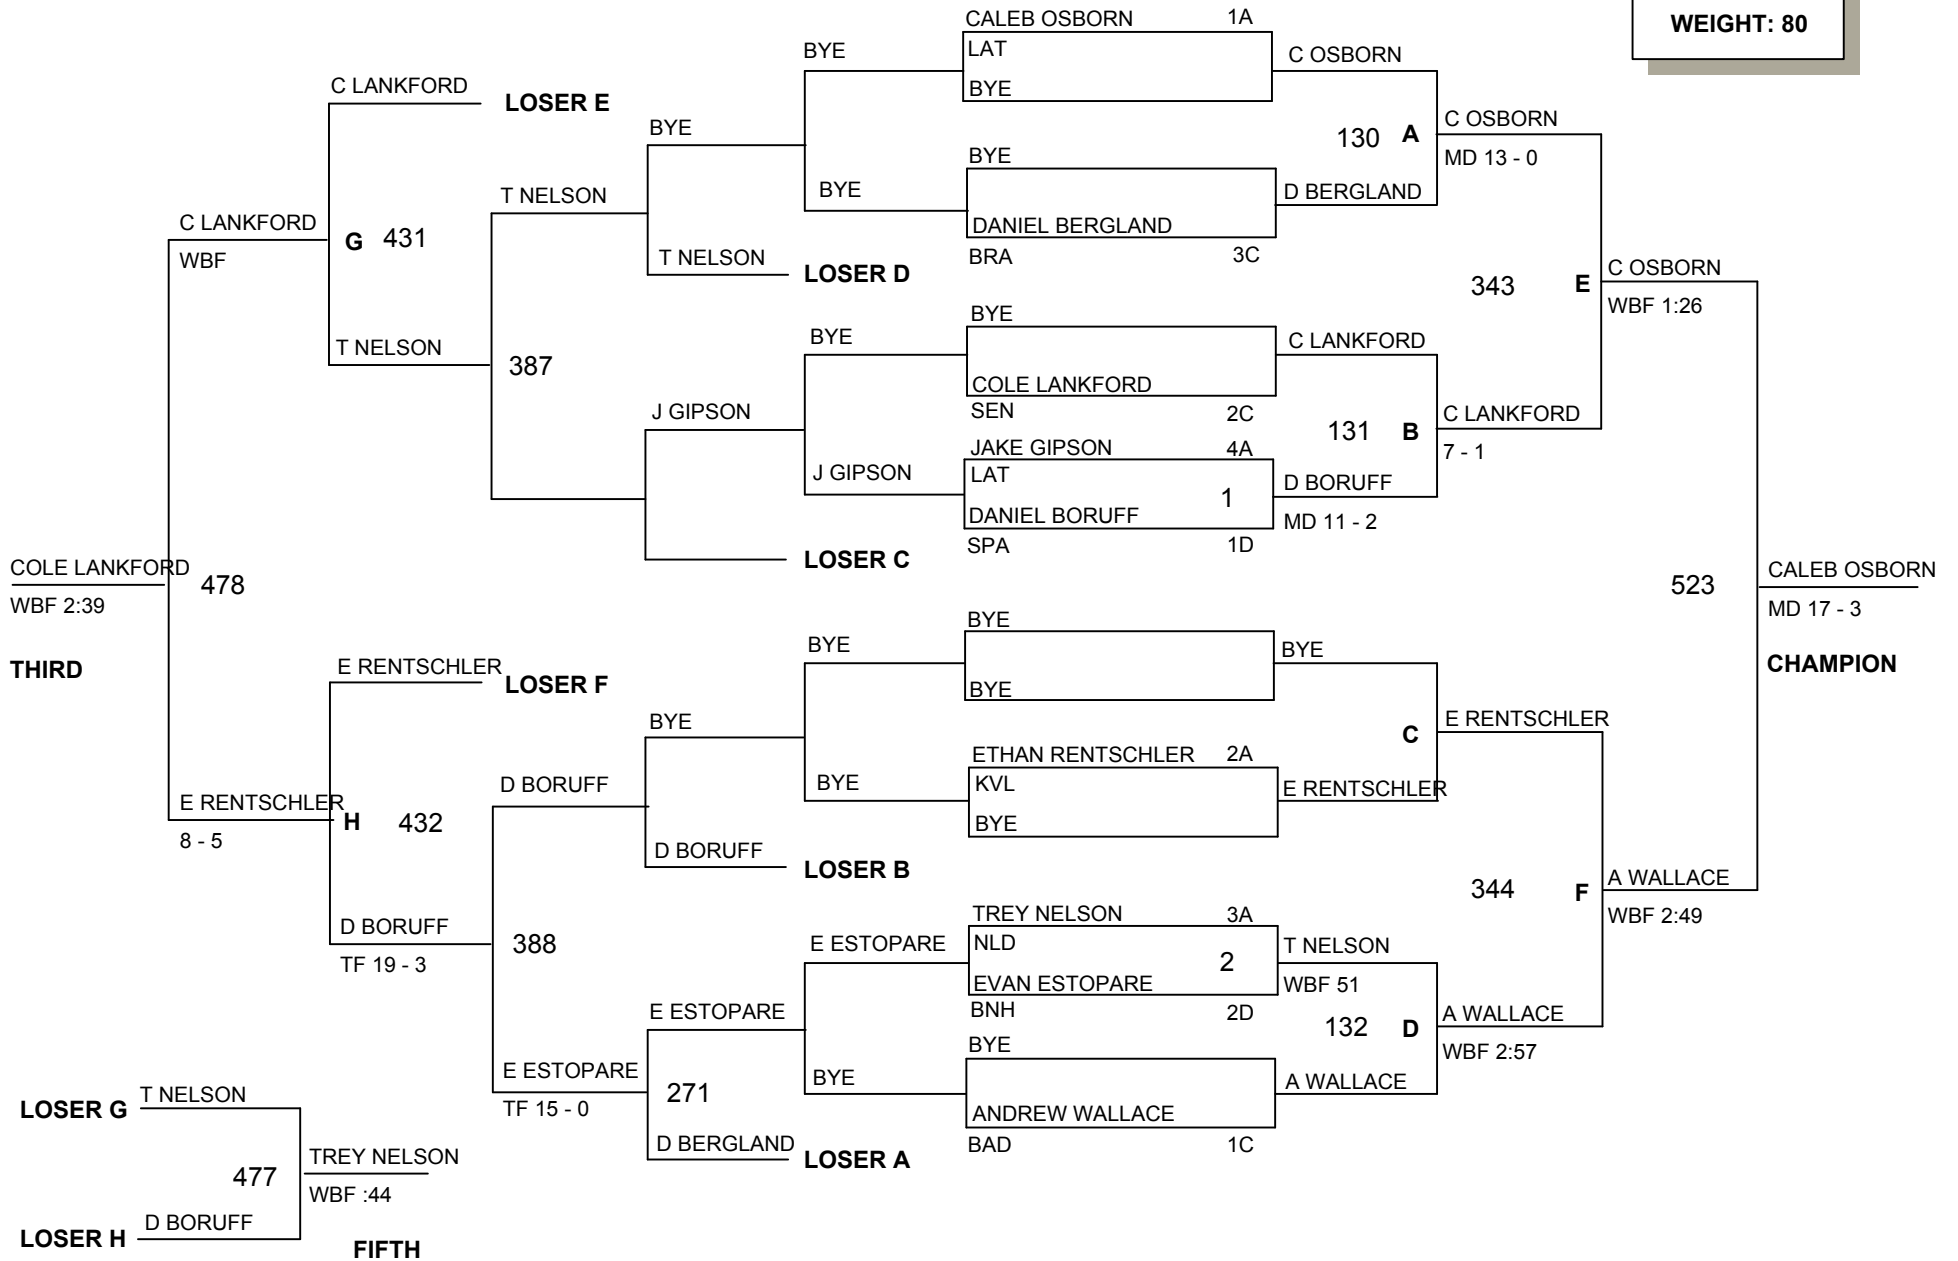 WEIGHT: 80
CALEB OSBORN 1A
LAT
BYE
BYE
C OSBORN
C LANKFORD
LOSER E
BYE
130 A
C OSBORN
MD 13 - 0
BYE
BYE
D BERGLAND
DANIEL BERGLAND
BRA 3C
T NELSON
C LANKFORD
WBF
G 431
T NELSON
LOSER D
343 E
C OSBORN
WBF 1:26
BYE
BYE
C LANKFORD
COLE LANKFORD
SEN 2C
T NELSON
387
J GIPSON
131 B
C LANKFORD
7 - 1
JAKE GIPSON 4A
LAT
J GIPSON
1
D BORUFF
MD 11 - 2
DANIEL BORUFF
SPA 1D
LOSER C
COLE LANKFORD
WBF 2:39
478
THIRD
523
CALEB OSBORN
MD 17 - 3
CHAMPION
BYE
BYE
BYE
BYE
E RENTSCHLER
LOSER F
BYE
C
E RENTSCHLER
ETHAN RENTSCHLER 2A
KVL
BYE
BYE
E RENTSCHLER
D BORUFF
E RENTSCHLER
8 - 5
H 432
D BORUFF
LOSER B
344 F
A WALLACE
WBF 2:49
TREY NELSON 3A
NLD
E ESTOPARE
2
T NELSON
WBF 51
EVAN ESTOPARE
BNH 2D
D BORUFF
TF 19 - 3
388
E ESTOPARE
132 D
A WALLACE
WBF 2:57
BYE
BYE
A WALLACE
ANDREW WALLACE
BAD 1C
E ESTOPARE
TF 15 - 0
271
D BERGLAND
LOSER A
LOSER G T NELSON
477
TREY NELSON
WBF :44
LOSER H D BORUFF
FIFTH